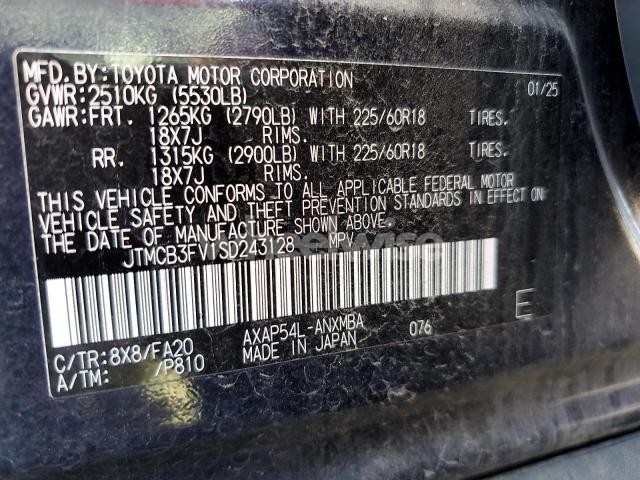 MFD.BY:TOYOTA MOTOR CORPORATION 01/25
GVWR:2510KG (5530LB)
GAWR:FRT. 1265KG (2790LB) WITH 225/60R18 TIRES.
18X7J RIMS.
RR. 1315KG (2900LB) WITH 225/60R18 TIRES.
18X7J RIMS.
THIS VEHICLE CONFORMS TO ALL APPLICABLE FEDERAL MOTOR
VEHICLE SAFETY AND THEFT PREVENTION STANDARDS IN EFFECT ON
THE DATE OF MANUFACTURE SHOWN ABOVE.
JTMCB3FV1SD243128 MPV
AXAP54L-ANXMBA 076 E
MADE IN JAPAN
C/TR:8X8/FA20
A/TM: /P810